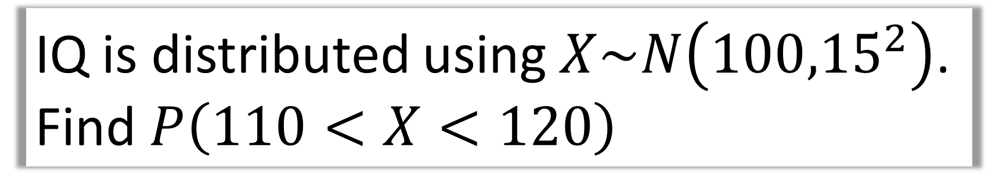 IQ is distributed using X~N(100,15²).
Find P(110 < X < 120)